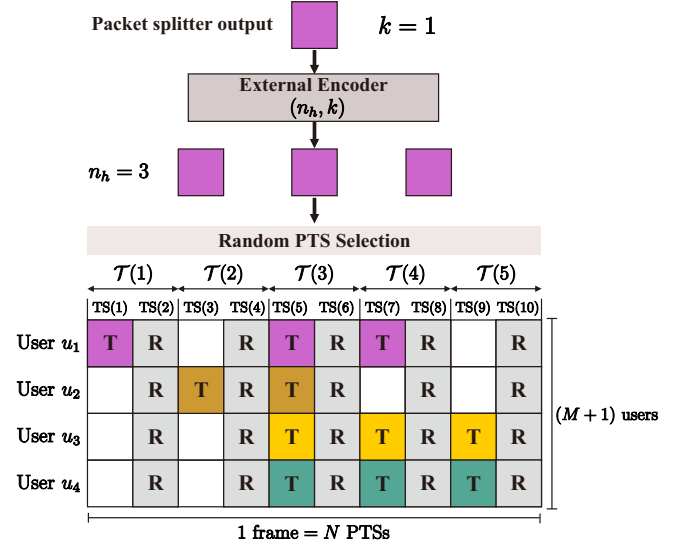 Packet splitter output
k = 1
External Encoder
(n_h, k)
n_h = 3
Random PTS Selection
𝒯(1) 𝒯(2) 𝒯(3) 𝒯(4) 𝒯(5)
TS(1) TS(2) TS(3) TS(4) TS(5) TS(6) TS(7) TS(8) TS(9) TS(10)
User u_1 T R R T R T R R
User u_2 R T R T R R R
User u_3 R R T R T R T R
User u_4 R R T R T R T R
(M + 1) users
1 frame = N PTSs